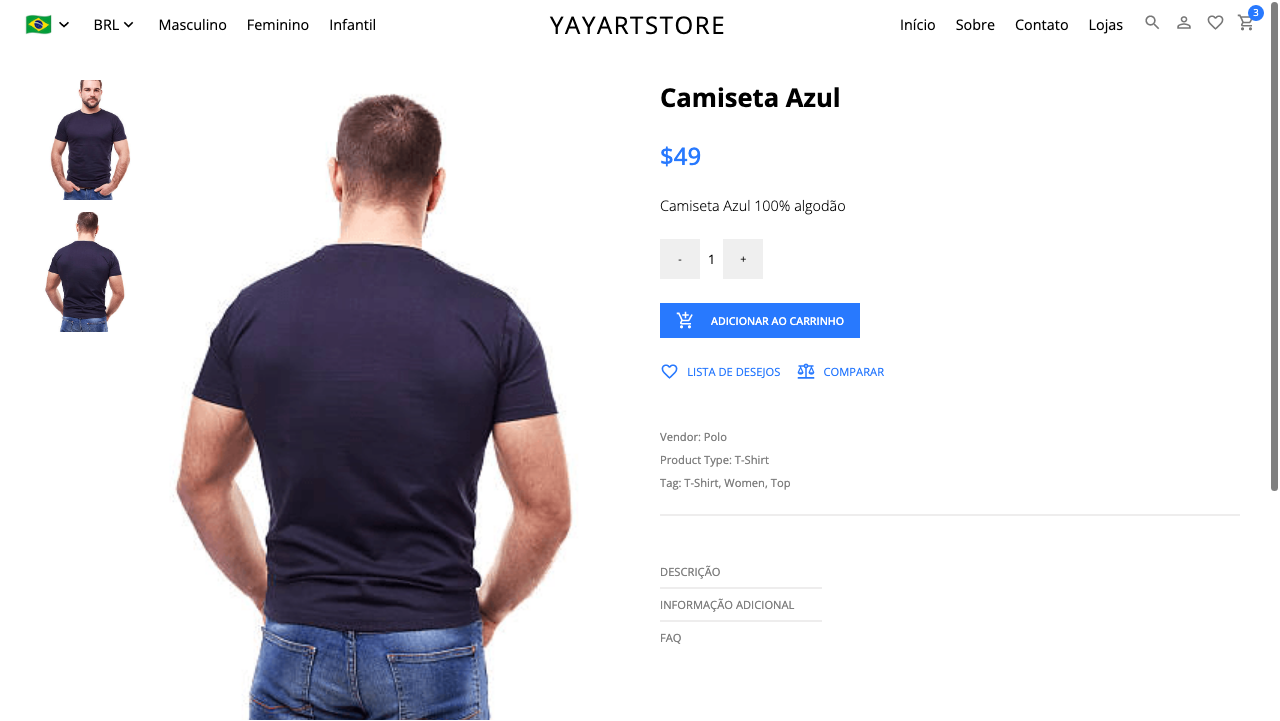 BRL Masculino Feminino Infantil YAYARTSTORE Início Sobre Contato Lojas 3
Camiseta Azul
$49
Camiseta Azul 100% algodão
- 1 +
ADICIONAR AO CARRINHO
LISTA DE DESEJOS COMPARAR
Vendor: Polo
Product Type: T-Shirt
Tag: T-Shirt, Women, Top
DESCRIÇÃO
INFORMAÇÃO ADICIONAL
FAQ